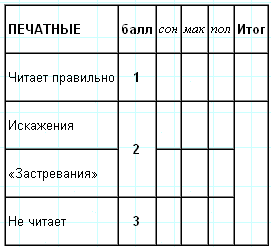 ПЕЧАТНЫЕ балл сон мак пол Итог
Читает правильно 1
Искажения
2
«Застревания»
Не читает 3